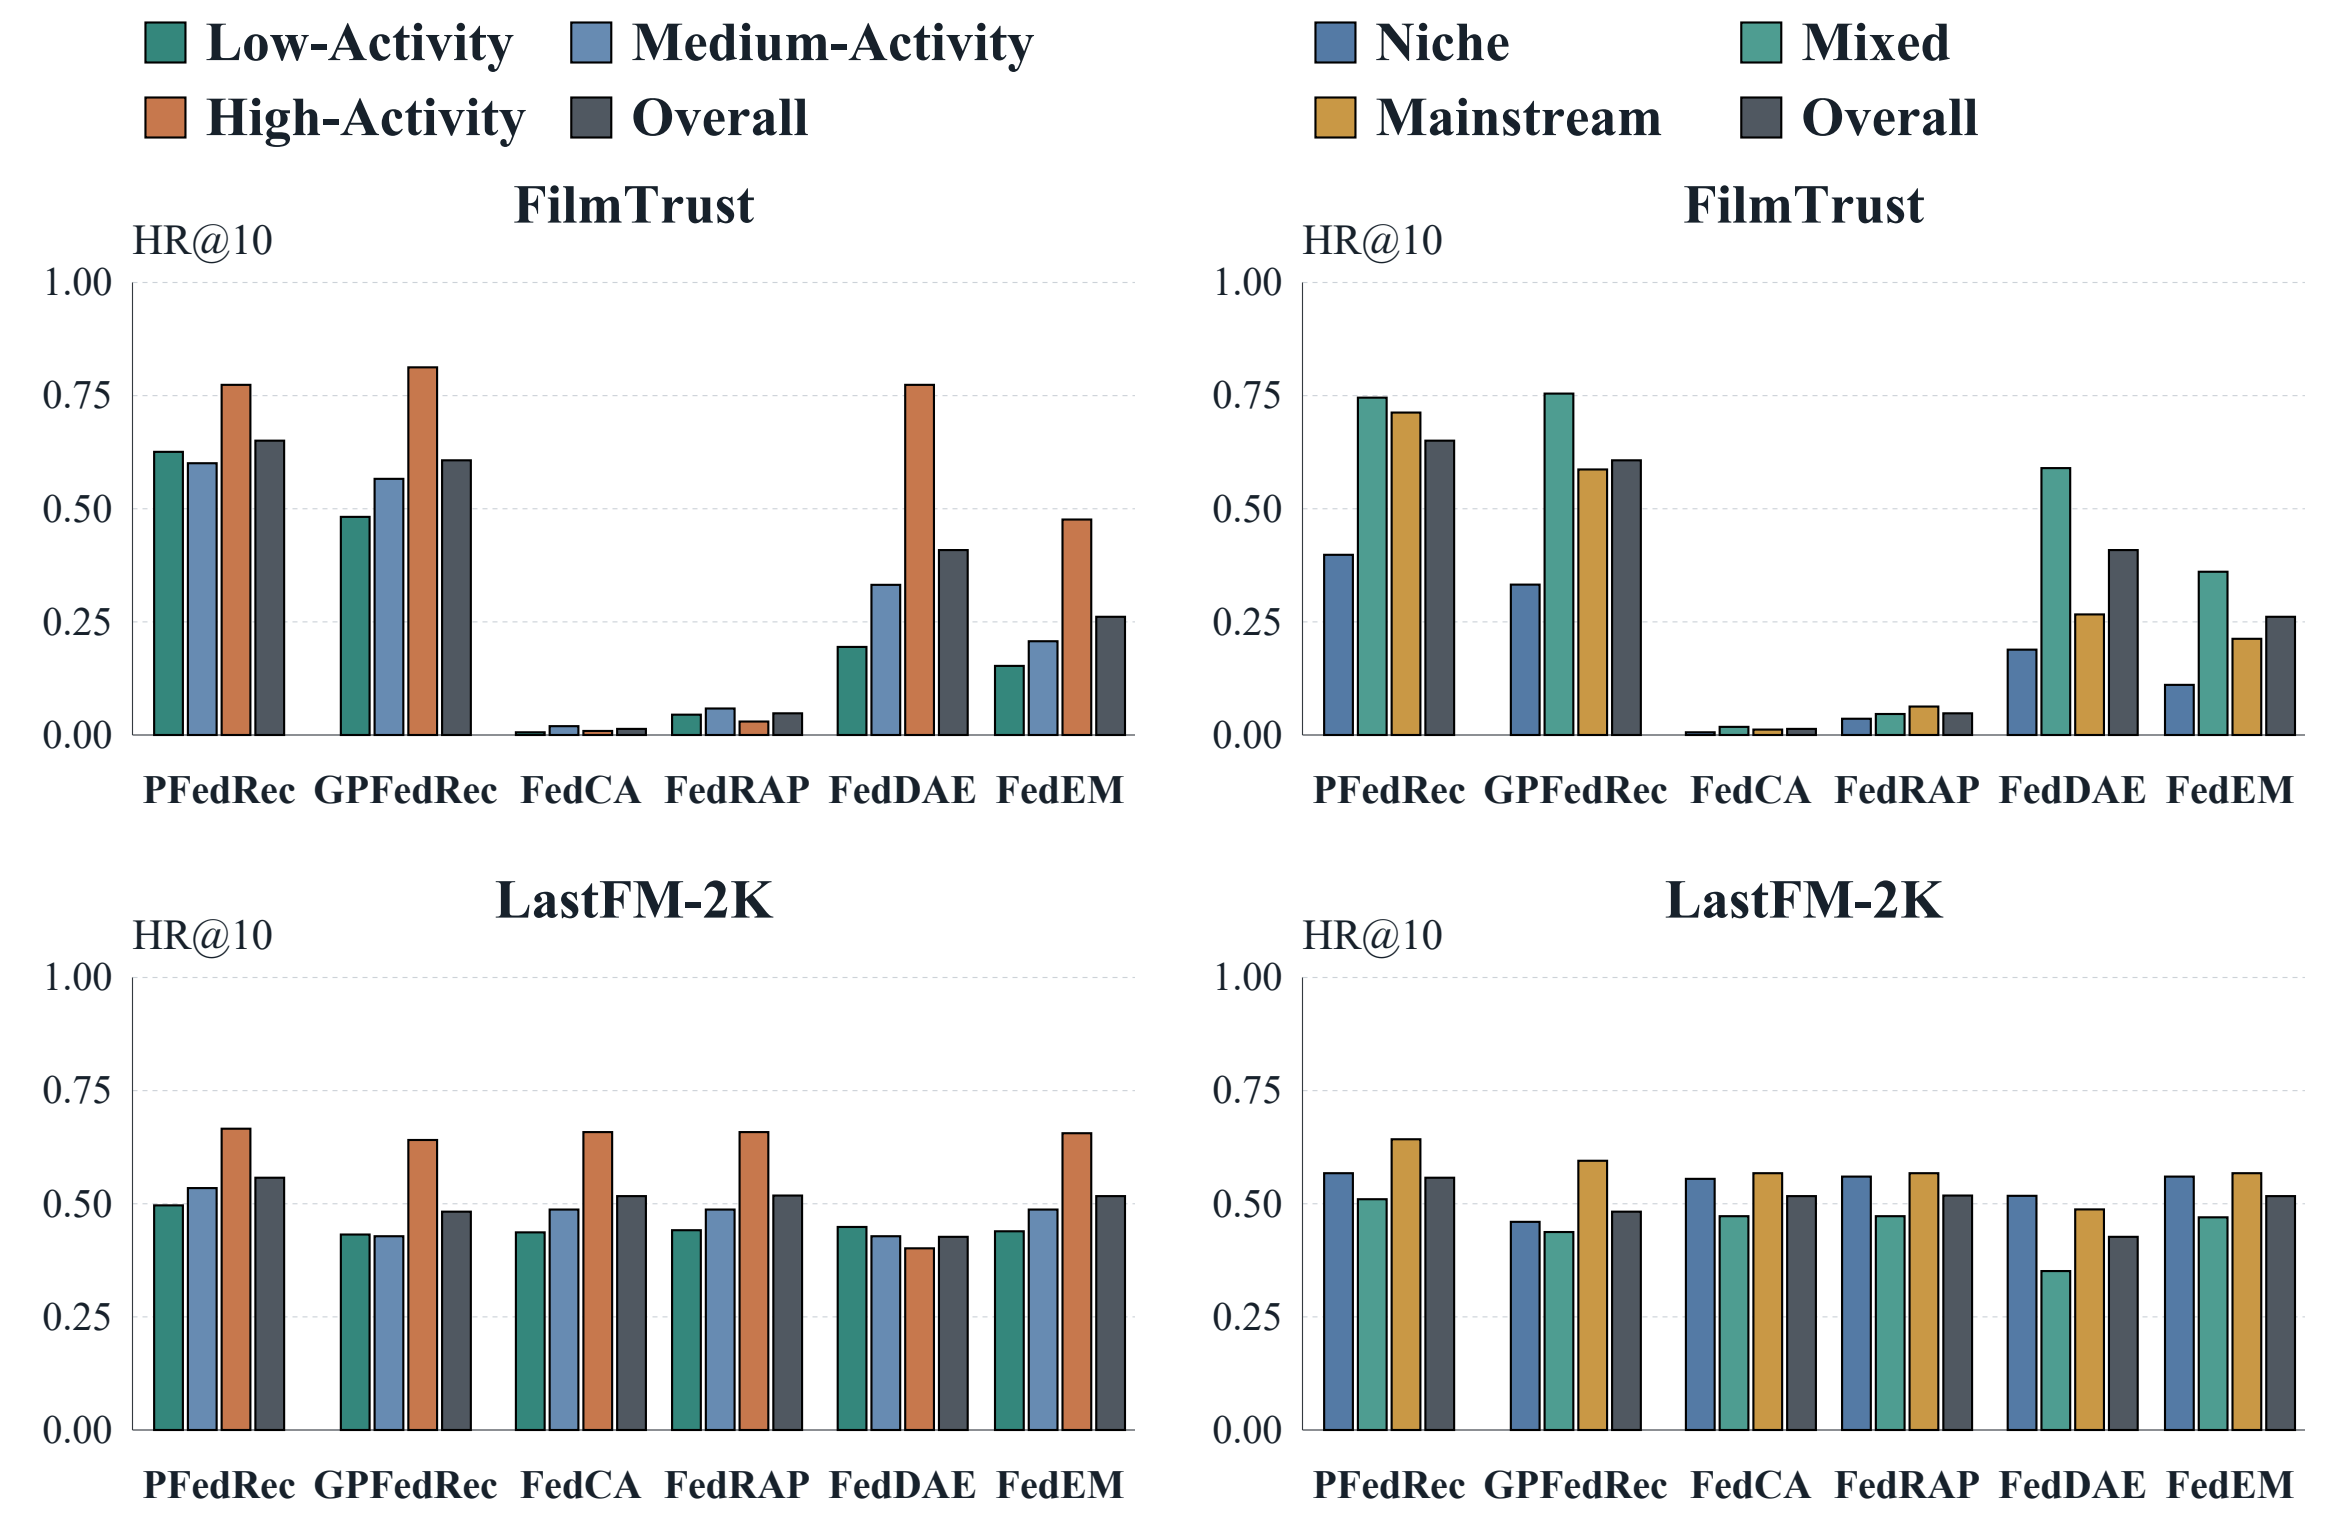 Low-Activity Medium-Activity
High-Activity Overall
Niche Mixed
Mainstream Overall
FilmTrust
HR@10
1.00
0.75
0.50
0.25
0.00
PFedRec GPFedRec FedCA FedRAP FedDAE FedEM
FilmTrust
HR@10
1.00
0.75
0.50
0.25
0.00
PFedRec GPFedRec FedCA FedRAP FedDAE FedEM
LastFM-2K
HR@10
1.00
0.75
0.50
0.25
0.00
PFedRec GPFedRec FedCA FedRAP FedDAE FedEM
LastFM-2K
HR@10
1.00
0.75
0.50
0.25
0.00
PFedRec GPFedRec FedCA FedRAP FedDAE FedEM